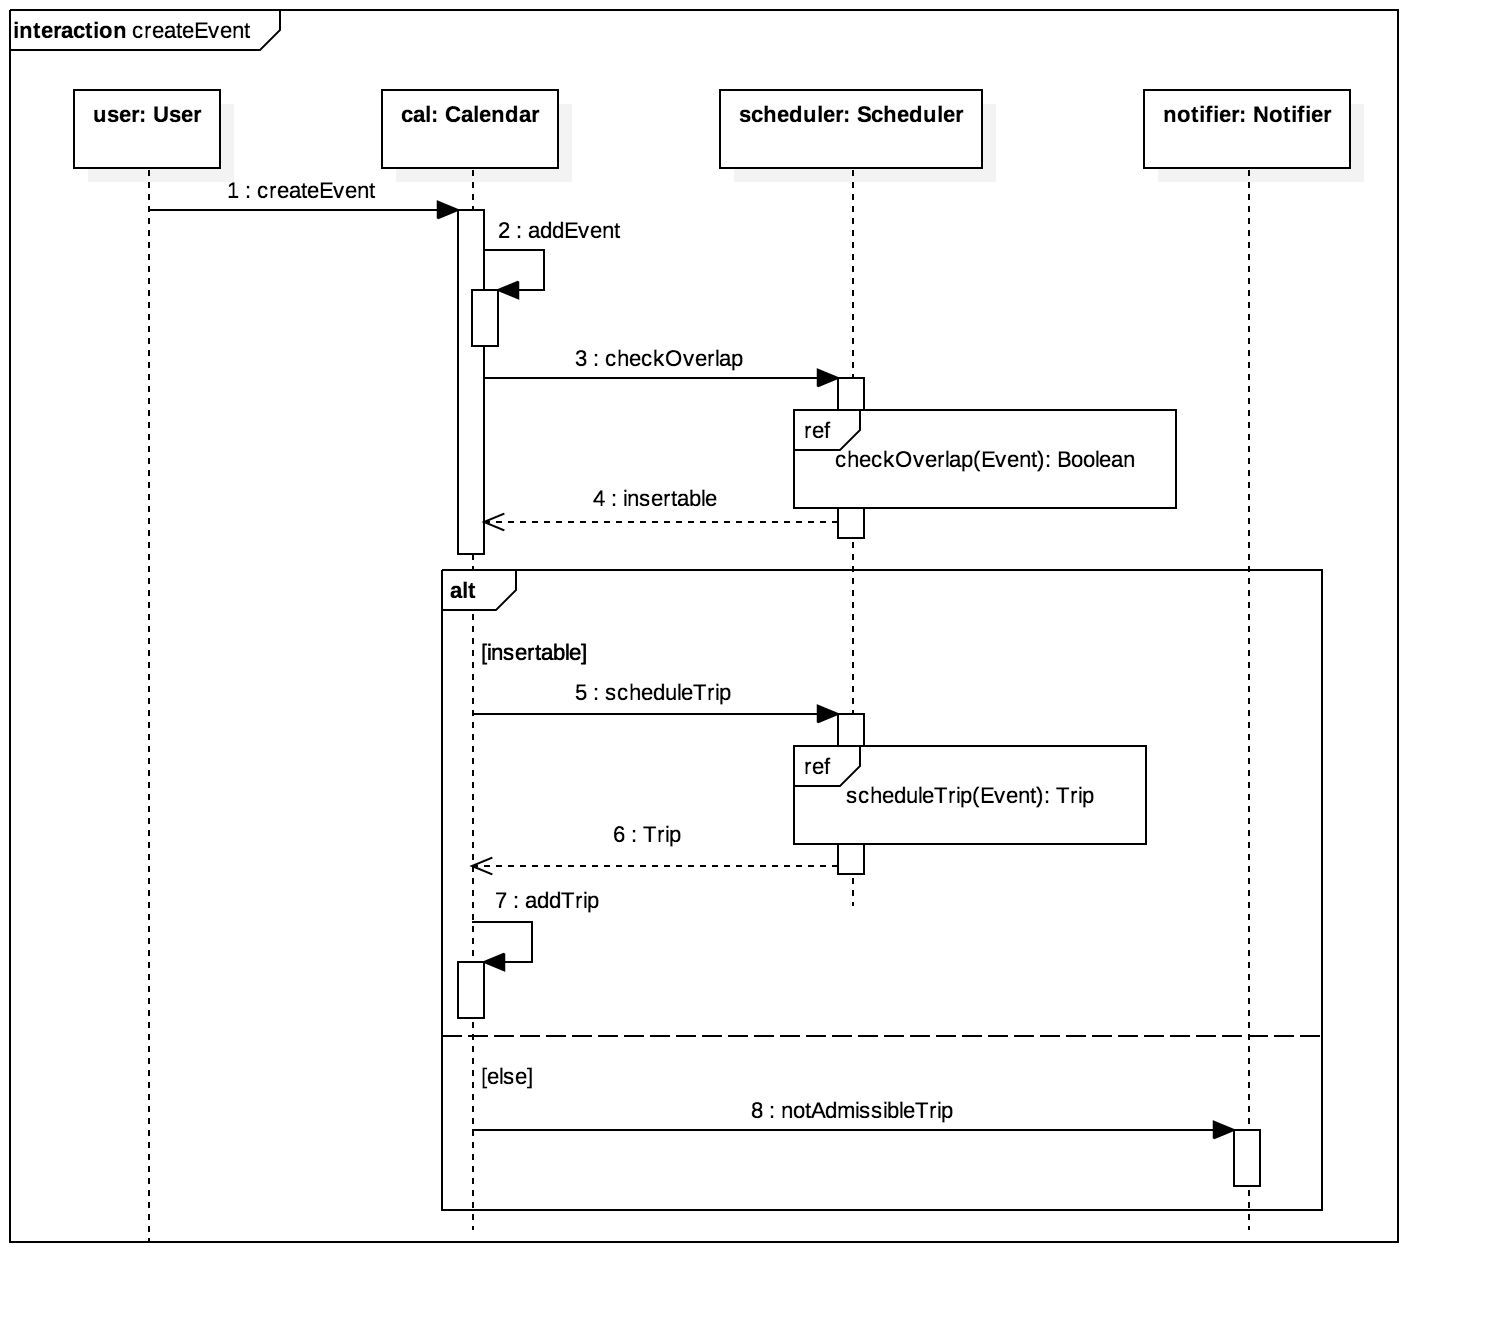 interaction createEvent
user: User
cal: Calendar
scheduler: Scheduler
notifier: Notifier
1 : createEvent
2 : addEvent
3 : checkOverlap
ref
checkOverlap(Event): Boolean
4 : insertable
alt
[insertable]
5 : scheduleTrip
ref
scheduleTrip(Event): Trip
6 : Trip
7 : addTrip
[else]
8 : notAdmissibleTrip